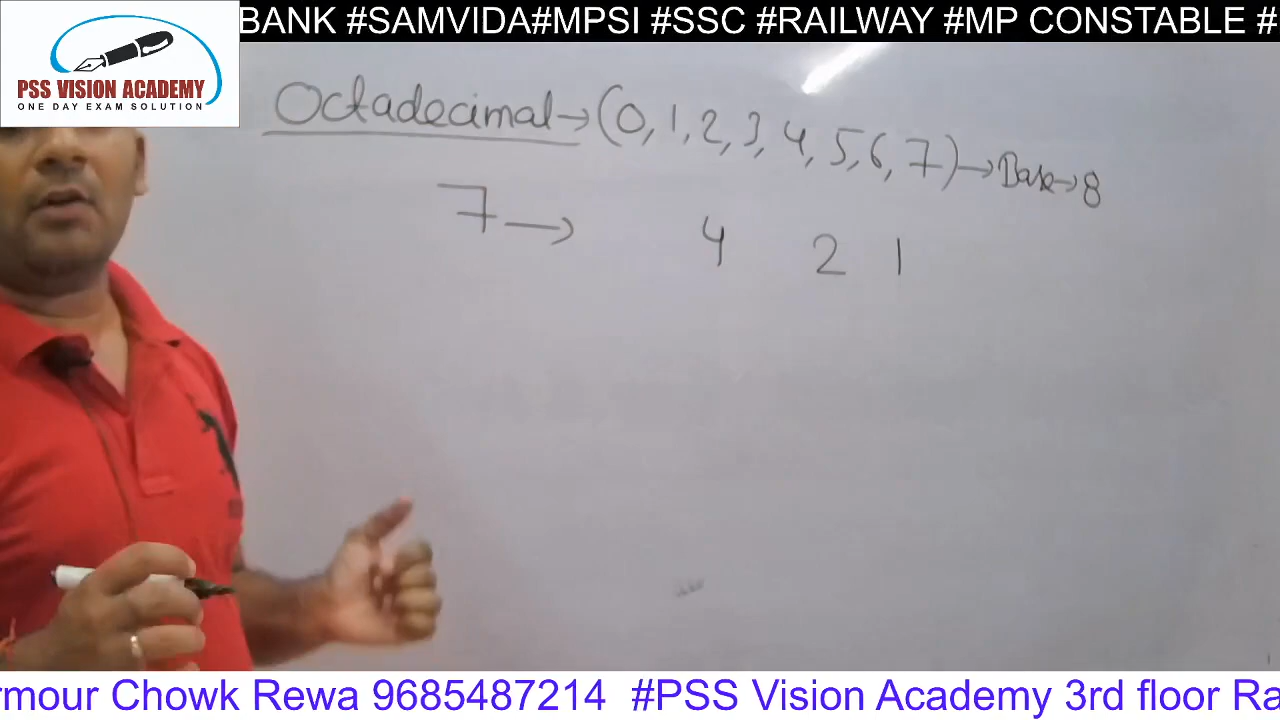 BANK #SAMVIDA#MPSI #SSC #RAILWAY #MP CONSTABLE #
PSS VISION ACADEMY
ONE DAY EXAM SOLUTION
Octadecimal→(0,1,2,3,4,5,6,7)→Base→8
7→ 4 2 1
rmour Chowk Rewa 9685487214 #PSS Vision Academy 3rd floor Ra